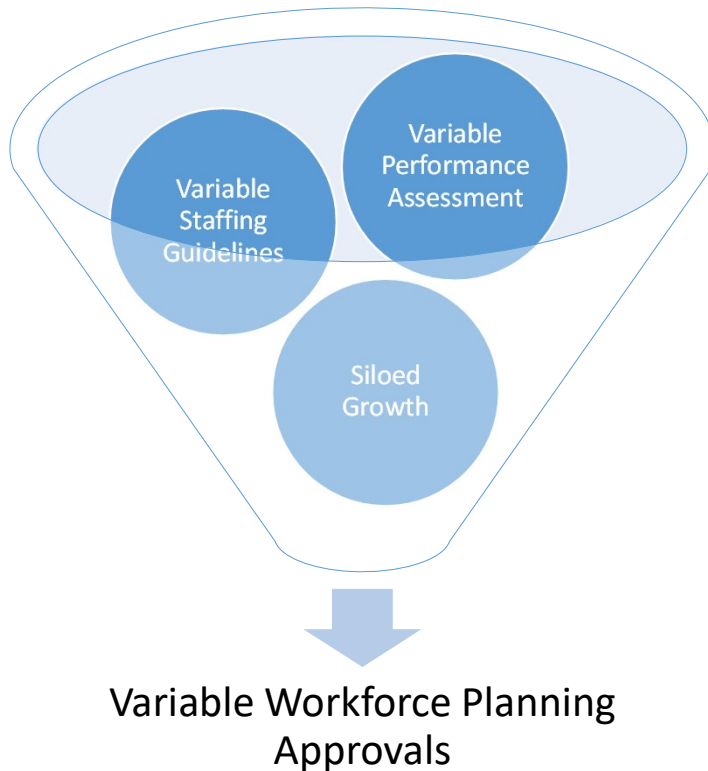 Variable
Performance
Assessment
Variable
Staffing
Guidelines
Siloed
Growth
Variable Workforce Planning
Approvals